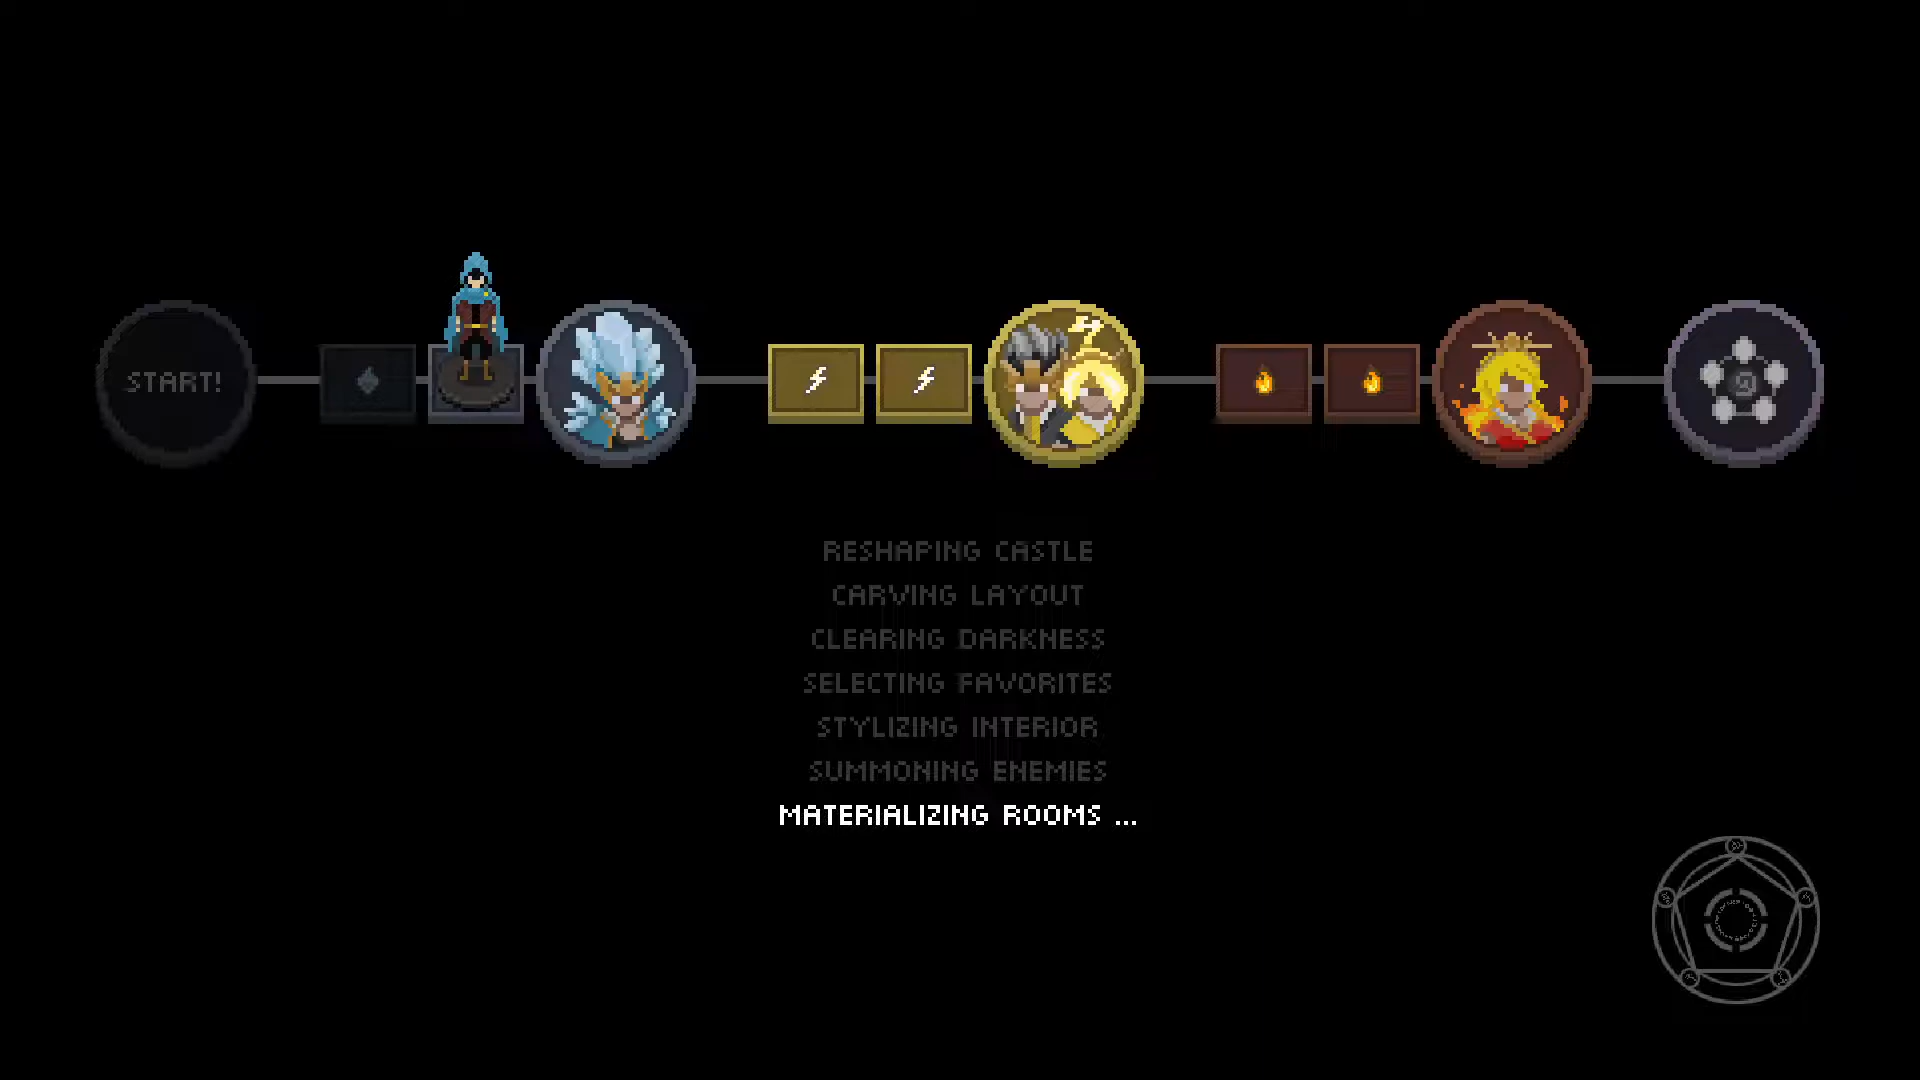 START!
RESHAPING CASTLE
CARVING LAYOUT
CLEARING DARKNESS
SELECTING FAVORITES
STYLIZING INTERIOR
SUMMONING ENEMIES
MATERIALIZING ROOMS ...